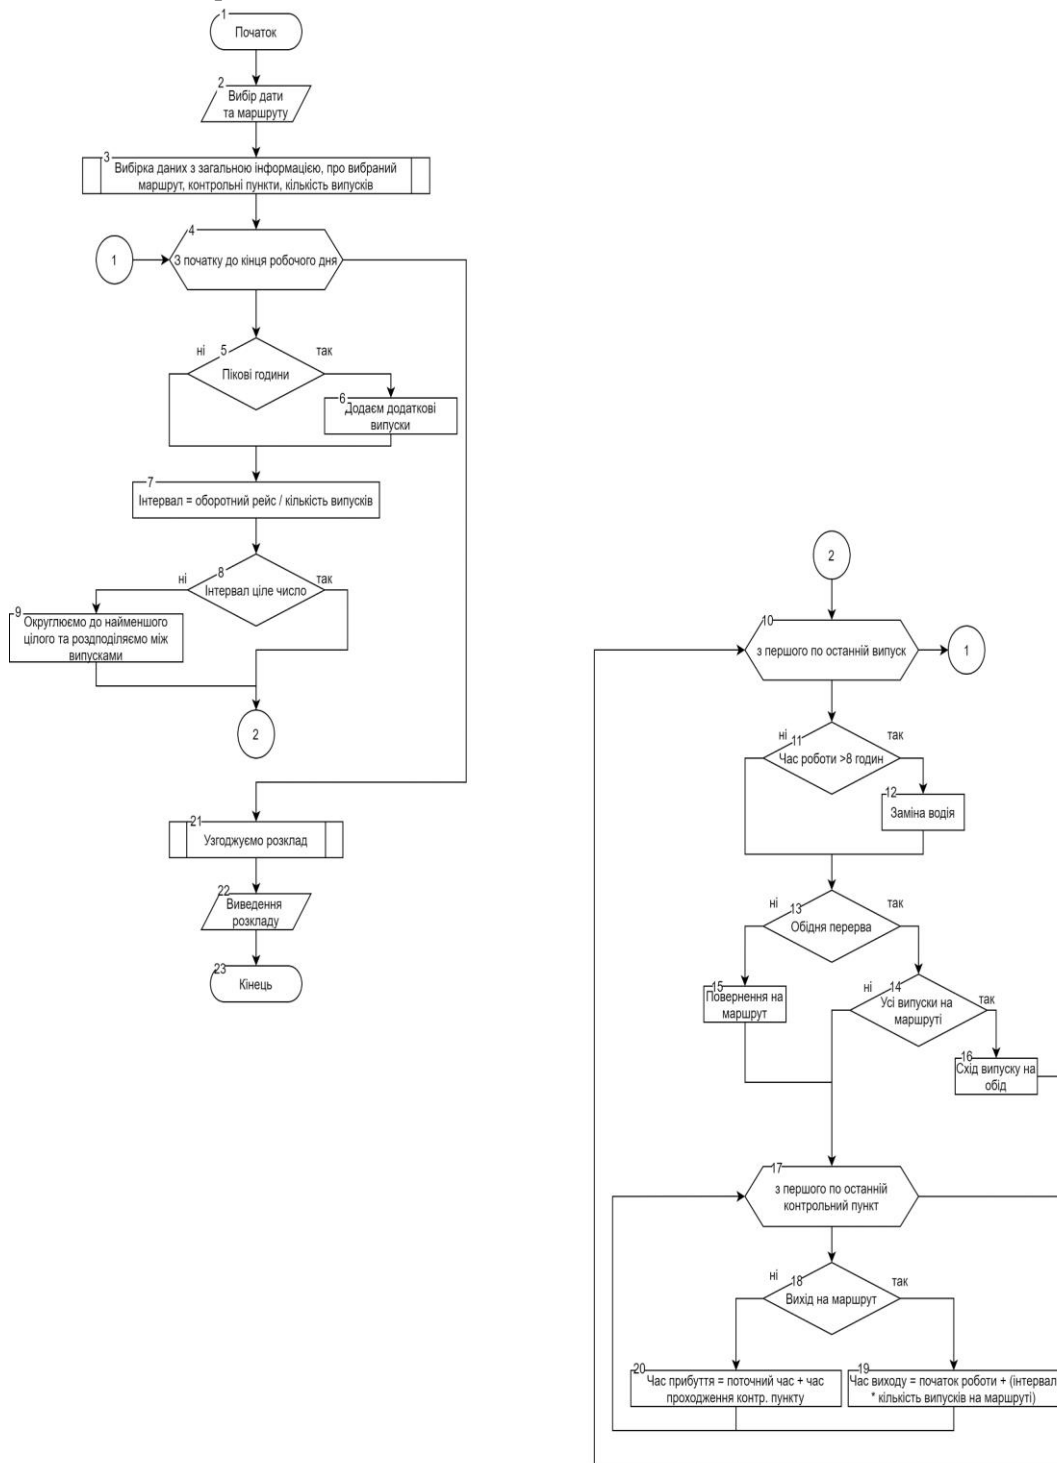 1
Початок
2
Вибір дати
та маршруту
3
Вибірка даних з загальною інформацією, про вибраний
маршрут, контрольні пункти, кількість випусків
4
1
З початку до кінця робочого дня
ні
5
так
Пікові години
6
Додаєм додаткові
випуски
7
Інтервал = оборотний рейс / кількість випусків
ні
8
так
Інтервал ціле число
9
Округлюємо до найменшого
цілого та роздподіляємо між
випусками
2
21
Узгоджуємо розклад
22
Виведення
розкладу
23
Кінець
2
10
з першого по останній випуск
1
ні
11
так
Час роботи >8 годин
12
Заміна водія
ні
13
так
Обідня перерва
15
Повернення на
маршрут
ні
14
так
Усі випуски на
маршруті
16
Схід випуску на
обід
17
з першого по останній
контрольний пункт
ні
18
так
Вихід на маршрут
20
Час прибуття = поточний час + час
проходження контр. пункту
19
Час виходу = початок роботи + (інтервал
* кількість випусків на маршруті)